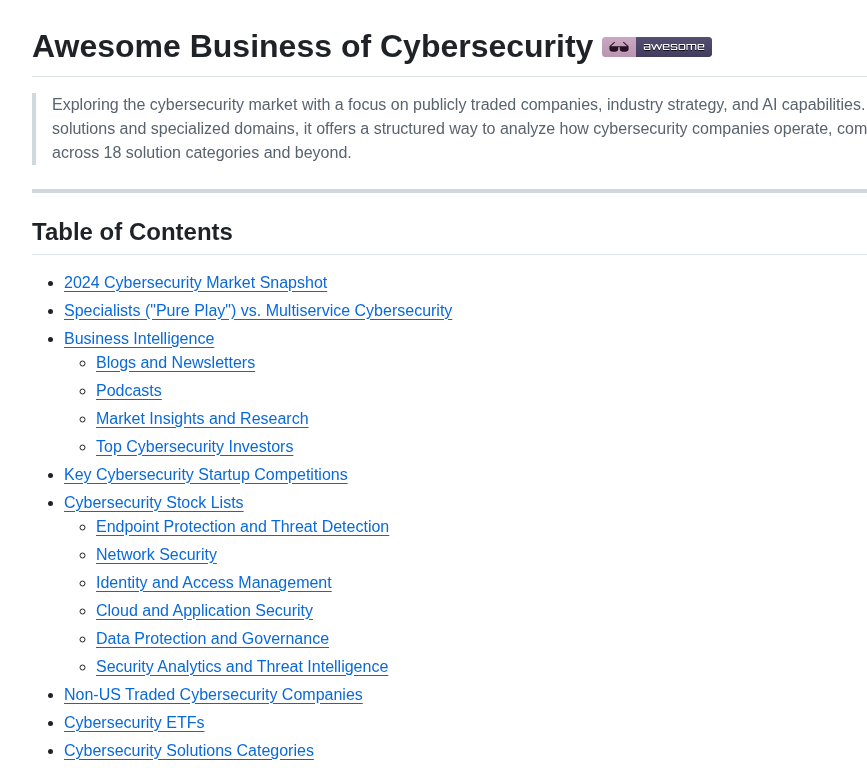 Awesome Business of Cybersecurity awesome
Exploring the cybersecurity market with a focus on publicly traded companies, industry strategy, and AI capabilities.
solutions and specialized domains, it offers a structured way to analyze how cybersecurity companies operate, com
across 18 solution categories and beyond.
Table of Contents
2024 Cybersecurity Market Snapshot
Specialists ("Pure Play") vs. Multiservice Cybersecurity
Business Intelligence
Blogs and Newsletters
Podcasts
Market Insights and Research
Top Cybersecurity Investors
Key Cybersecurity Startup Competitions
Cybersecurity Stock Lists
Endpoint Protection and Threat Detection
Network Security
Identity and Access Management
Cloud and Application Security
Data Protection and Governance
Security Analytics and Threat Intelligence
Non-US Traded Cybersecurity Companies
Cybersecurity ETFs
Cybersecurity Solutions Categories